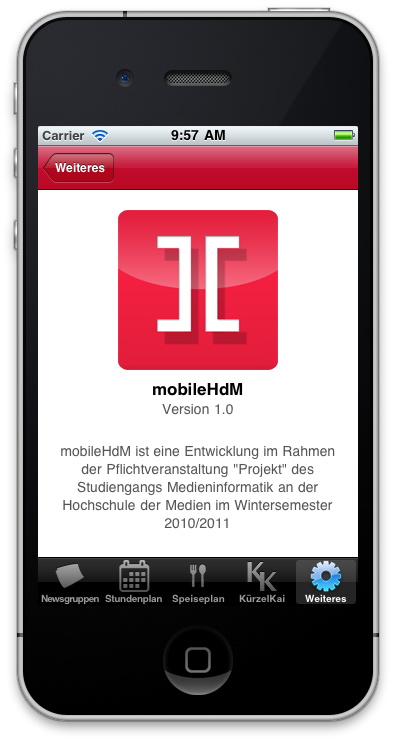 Carrier 9:57 AM
Weiteres
mobileHdM
Version 1.0
mobileHdM ist eine Entwicklung im Rahmen
der Pflichtveranstaltung "Projekt" des
Studiengangs Medieninformatik an der
Hochschule der Medien im Wintersemester
2010/2011
KK
Newsgruppen Stundenplan Speiseplan KürzelKai Weiteres